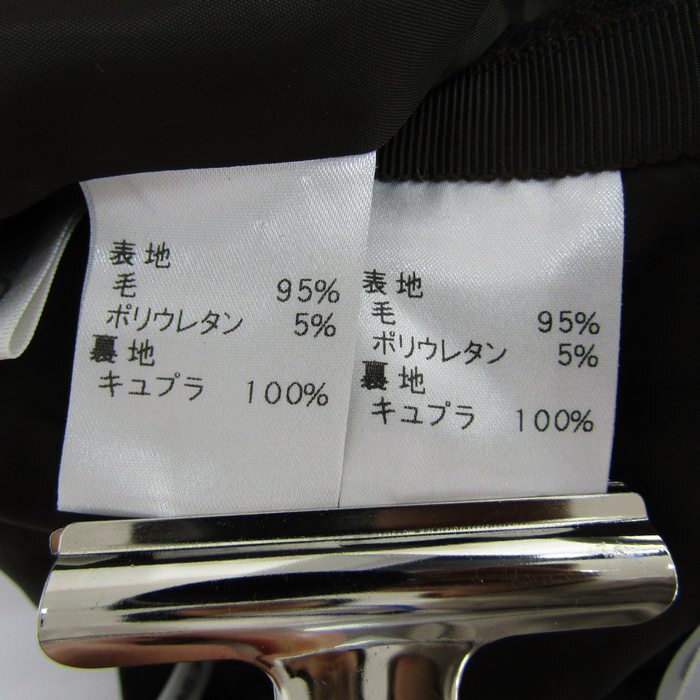 表地
毛 95%
ポリウレタン 5%
裏地
キュプラ 100%
表地
毛 95%
ポリウレタン 5%
裏地
キュプラ 100%